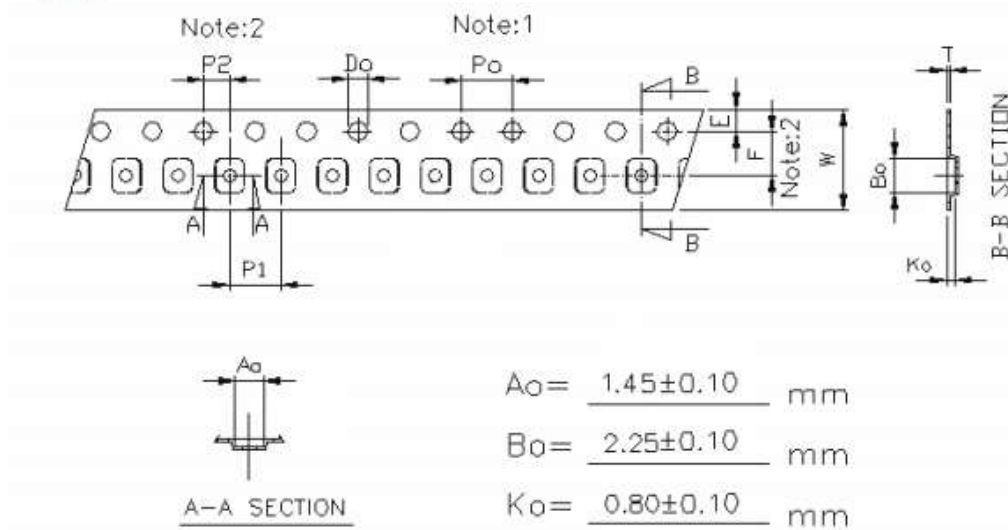 Note:2
Note:1
P2
Do
Po
B
T
E
F
Note:2
W
Bo
B-B SECTION
A
A
B
P1
Ko
Ao
Ao= 1.45±0.10 mm
Bo= 2.25±0.10 mm
A-A SECTION
Ko= 0.80±0.10 mm